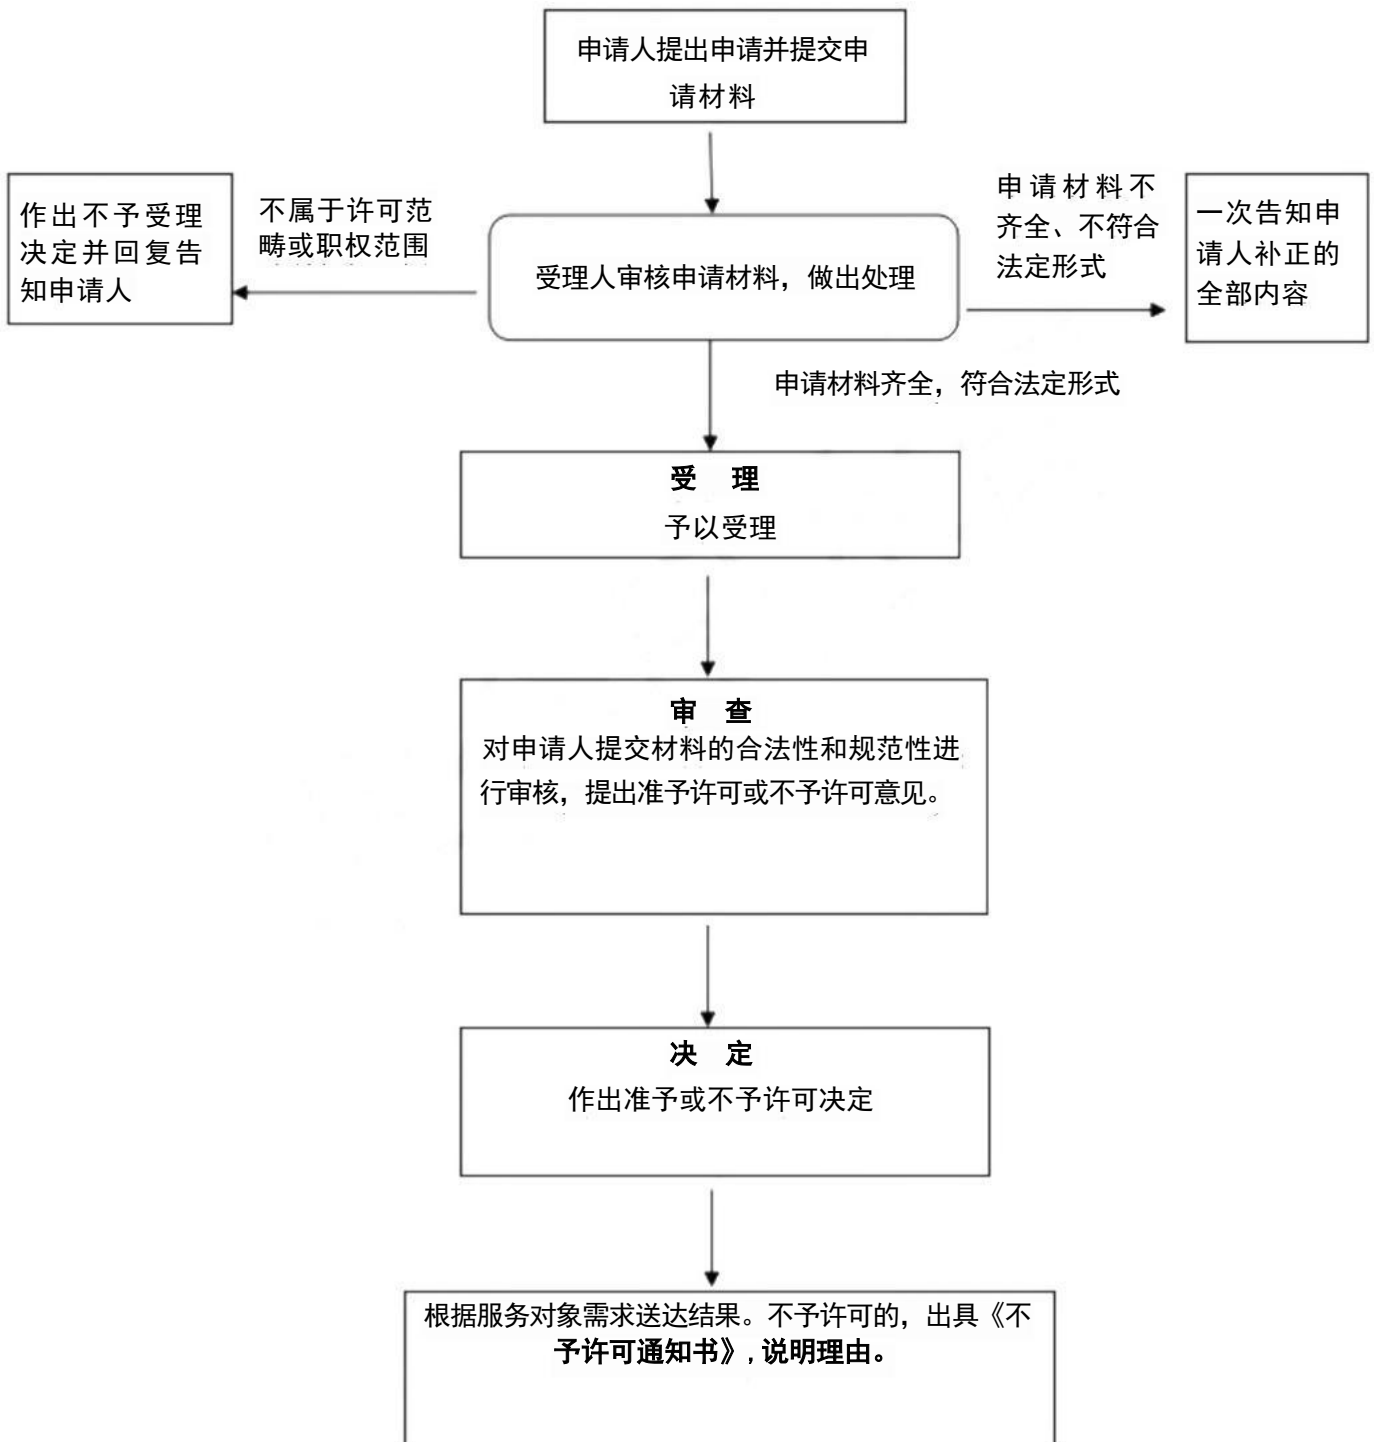 申请人提出申请并提交申
请材料
作出不予受理
决定并回复告
知申请人
不属于许可范
畴或职权范围
受理人审核申请材料，做出处理
申请材料不
齐全、不符合
法定形式
一次告知申
请人补正的
全部内容
申请材料齐全，符合法定形式
受 理
予以受理
审 查
对申请人提交材料的合法性和规范性进
行审核，提出准予许可或不予许可意见。
决 定
作出准予或不予许可决定
根据服务对象需求送达结果。不予许可的，出具《不
予许可通知书》,说明理由。